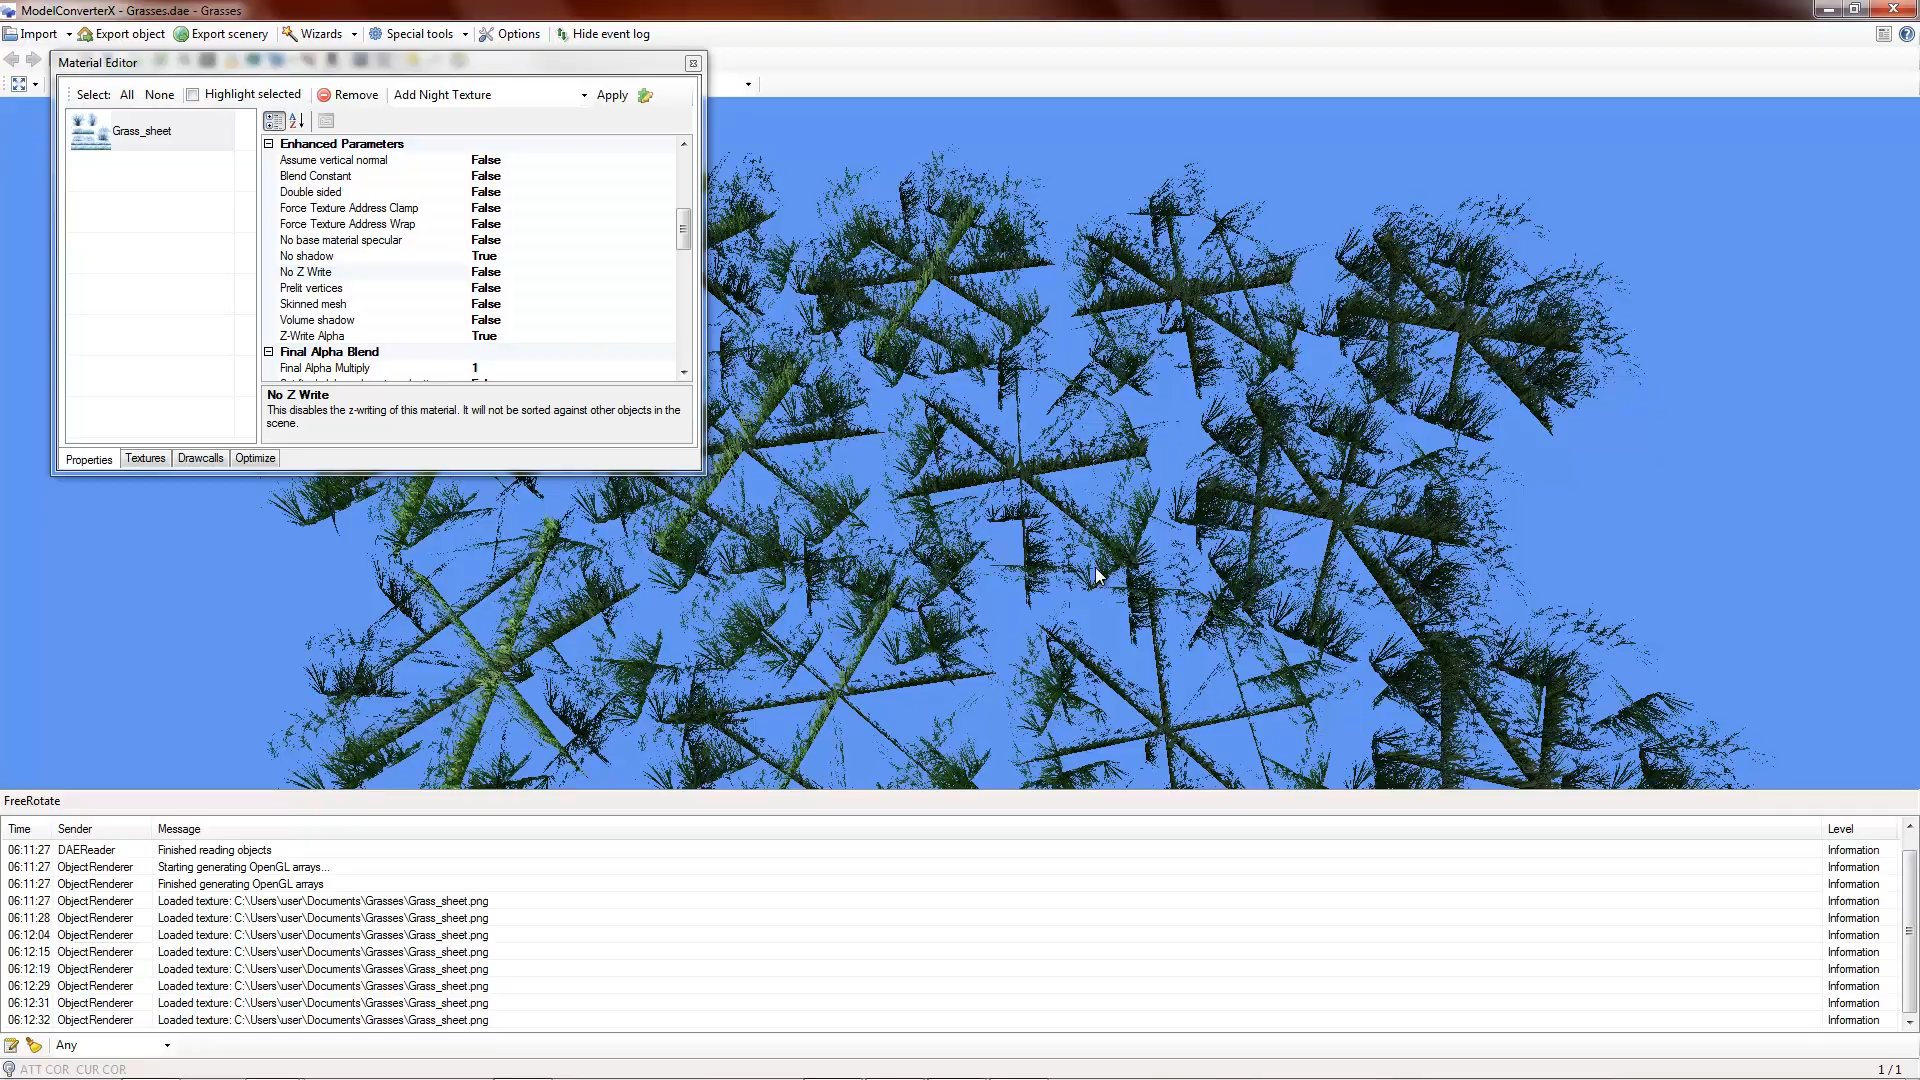 ModelConverterX - Grasses.dae - Grasses
Import Export object Export scenery Wizards Special tools Options Hide event log
Material Editor
Select: All None Highlight selected Remove Add Night Texture Apply
Grass_sheet
Enhanced Parameters
Assume vertical normal False
Blend Constant False
Double sided False
Force Texture Address Clamp False
Force Texture Address Wrap False
No base material specular False
No shadow True
No Z Write False
Prelit vertices False
Skinned mesh False
Volume shadow False
Z-Write Alpha True
Final Alpha Blend
Final Alpha Multiply 1
No Z Write
This disables the z-writing of this material. It will not be sorted against other objects in the
scene.
Properties Textures Drawcalls Optimize
FreeRotate
Time Sender Message Level
06:11:27 DAEReader Finished reading objects Information
06:11:27 ObjectRenderer Starting generating OpenGL arrays... Information
06:11:27 ObjectRenderer Finished generating OpenGL arrays Information
06:11:27 ObjectRenderer Loaded texture: C:\Users\user\Documents\Grasses\Grass_sheet.png Information
06:11:28 ObjectRenderer Loaded texture: C:\Users\user\Documents\Grasses\Grass_sheet.png Information
06:12:04 ObjectRenderer Loaded texture: C:\Users\user\Documents\Grasses\Grass_sheet.png Information
06:12:15 ObjectRenderer Loaded texture: C:\Users\user\Documents\Grasses\Grass_sheet.png Information
06:12:19 ObjectRenderer Loaded texture: C:\Users\user\Documents\Grasses\Grass_sheet.png Information
06:12:29 ObjectRenderer Loaded texture: C:\Users\user\Documents\Grasses\Grass_sheet.png Information
06:12:31 ObjectRenderer Loaded texture: C:\Users\user\Documents\Grasses\Grass_sheet.png Information
06:12:32 ObjectRenderer Loaded texture: C:\Users\user\Documents\Grasses\Grass_sheet.png Information
Any
ATT COR CUR COR 1 / 1